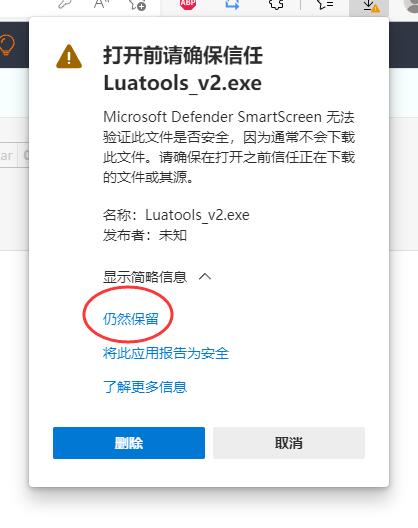 ABP
打开前请确保信任
Luatools_v2.exe
Microsoft Defender SmartScreen 无法
验证此文件是否安全，因为通常不会下载
此文件。请确保在打开之前信任正在下载
的文件或其源。
名称：Luatools_v2.exe
发布者：未知
显示简略信息
仍然保留
将此应用报告为安全
了解更多信息
删除
取消